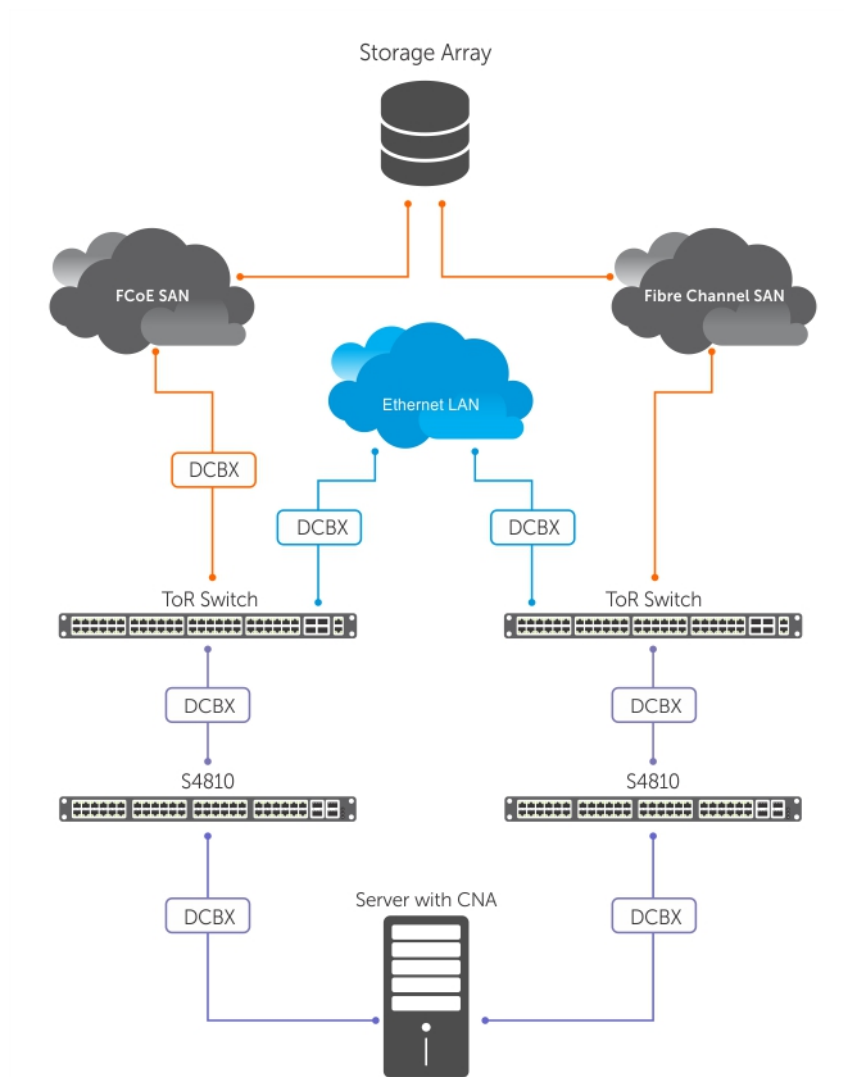 Storage Array
FCoE SAN
Fibre Channel SAN
Ethernet LAN
DCBX
DCBX
DCBX
ToR Switch
ToR Switch
DCBX
DCBX
S4810
S4810
Server with CNA
DCBX
DCBX